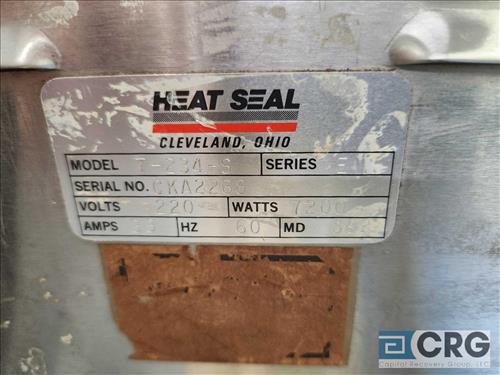 HEAT SEAL
CLEVELAND, OHIO
MODEL T-234-S SERIES
SERIAL NO. CKA2268
VOLTS 220 WATTS 7200
AMPS HZ 60 MD
CRG
Capital Recovery Group, LLC